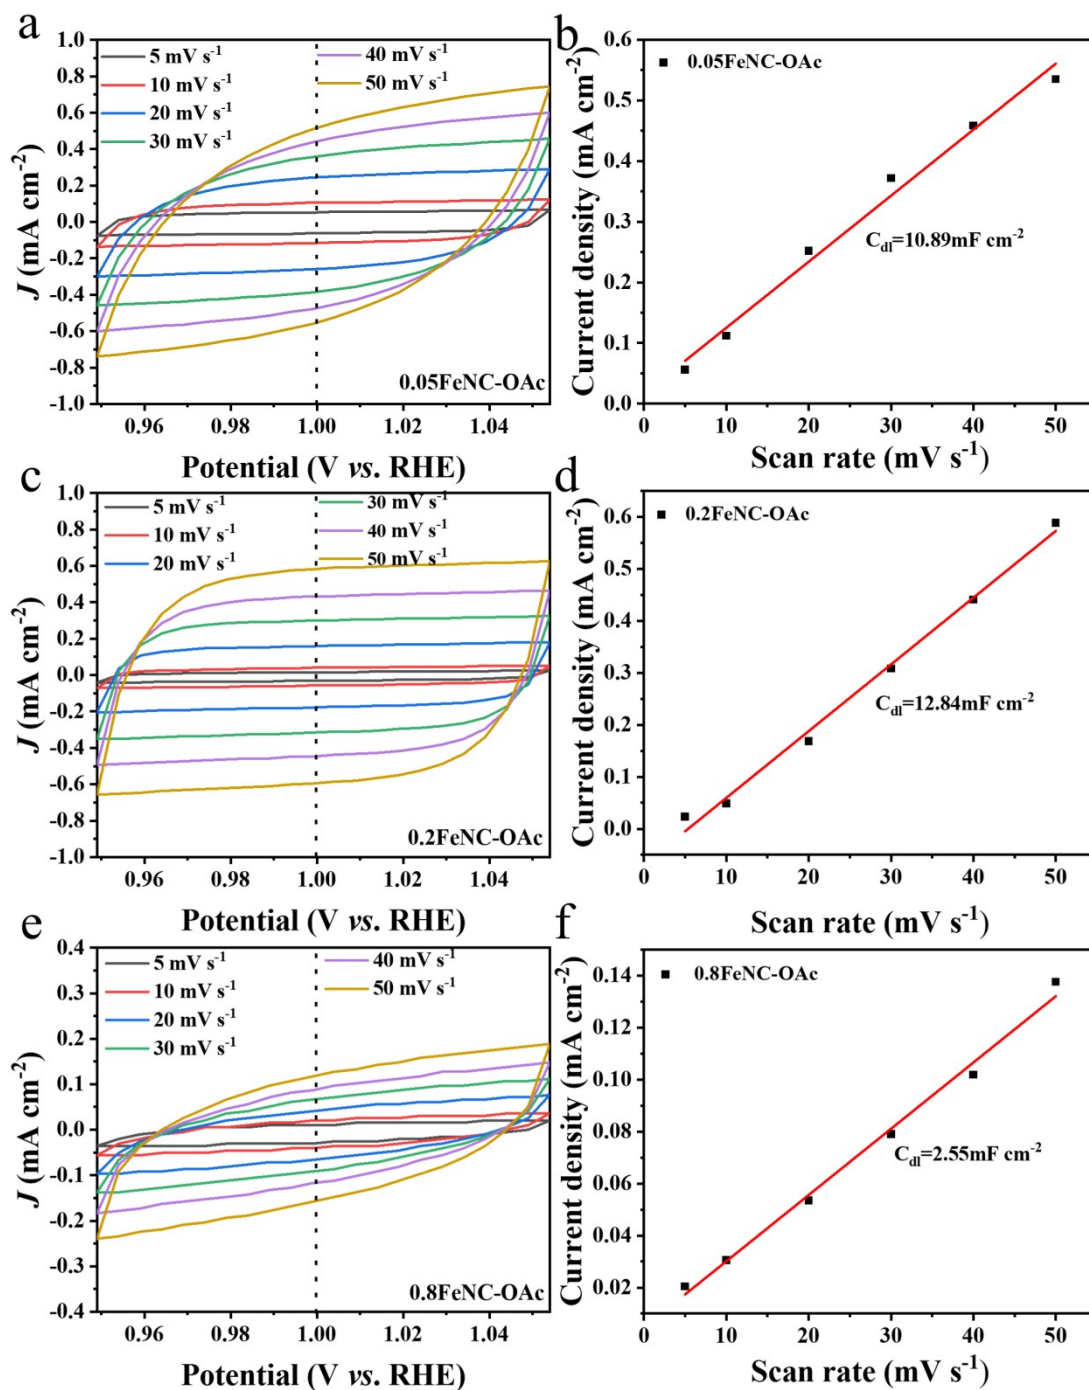 a
1.0
0.8
0.6
0.4
0.2
0.0
-0.2
-0.4
-0.6
-0.8
-1.0
J (mA cm⁻²)
5 mV s⁻¹
10 mV s⁻¹
20 mV s⁻¹
30 mV s⁻¹
40 mV s⁻¹
50 mV s⁻¹
0.05FeNC-OAc
0.96 0.98 1.00 1.02 1.04
Potential (V vs. RHE)
b
0.6
0.5
0.4
0.3
0.2
0.1
0.0
Current density (mA cm⁻²)
0.05FeNC-OAc
C_dl=10.89mF cm⁻²
0 10 20 30 40 50
Scan rate (mV s⁻¹)
c
1.0
0.8
0.6
0.4
0.2
0.0
-0.2
-0.4
-0.6
-0.8
-1.0
J (mA cm⁻²)
5 mV s⁻¹
10 mV s⁻¹
20 mV s⁻¹
30 mV s⁻¹
40 mV s⁻¹
50 mV s⁻¹
0.2FeNC-OAc
0.96 0.98 1.00 1.02 1.04
Potential (V vs. RHE)
d
0.6
0.5
0.4
0.3
0.2
0.1
0.0
Current density (mA cm⁻²)
0.2FeNC-OAc
C_dl=12.84mF cm⁻²
0 10 20 30 40 50
Scan rate (mV s⁻¹)
e
0.4
0.3
0.2
0.1
0.0
-0.1
-0.2
-0.3
-0.4
J (mA cm⁻²)
5 mV s⁻¹
10 mV s⁻¹
20 mV s⁻¹
30 mV s⁻¹
40 mV s⁻¹
50 mV s⁻¹
0.8FeNC-OAc
0.96 0.98 1.00 1.02 1.04
Potential (V vs. RHE)
f
0.14
0.12
0.10
0.08
0.06
0.04
0.02
Current density (mA cm⁻²)
0.8FeNC-OAc
C_dl=2.55mF cm⁻²
0 10 20 30 40 50
Scan rate (mV s⁻¹)